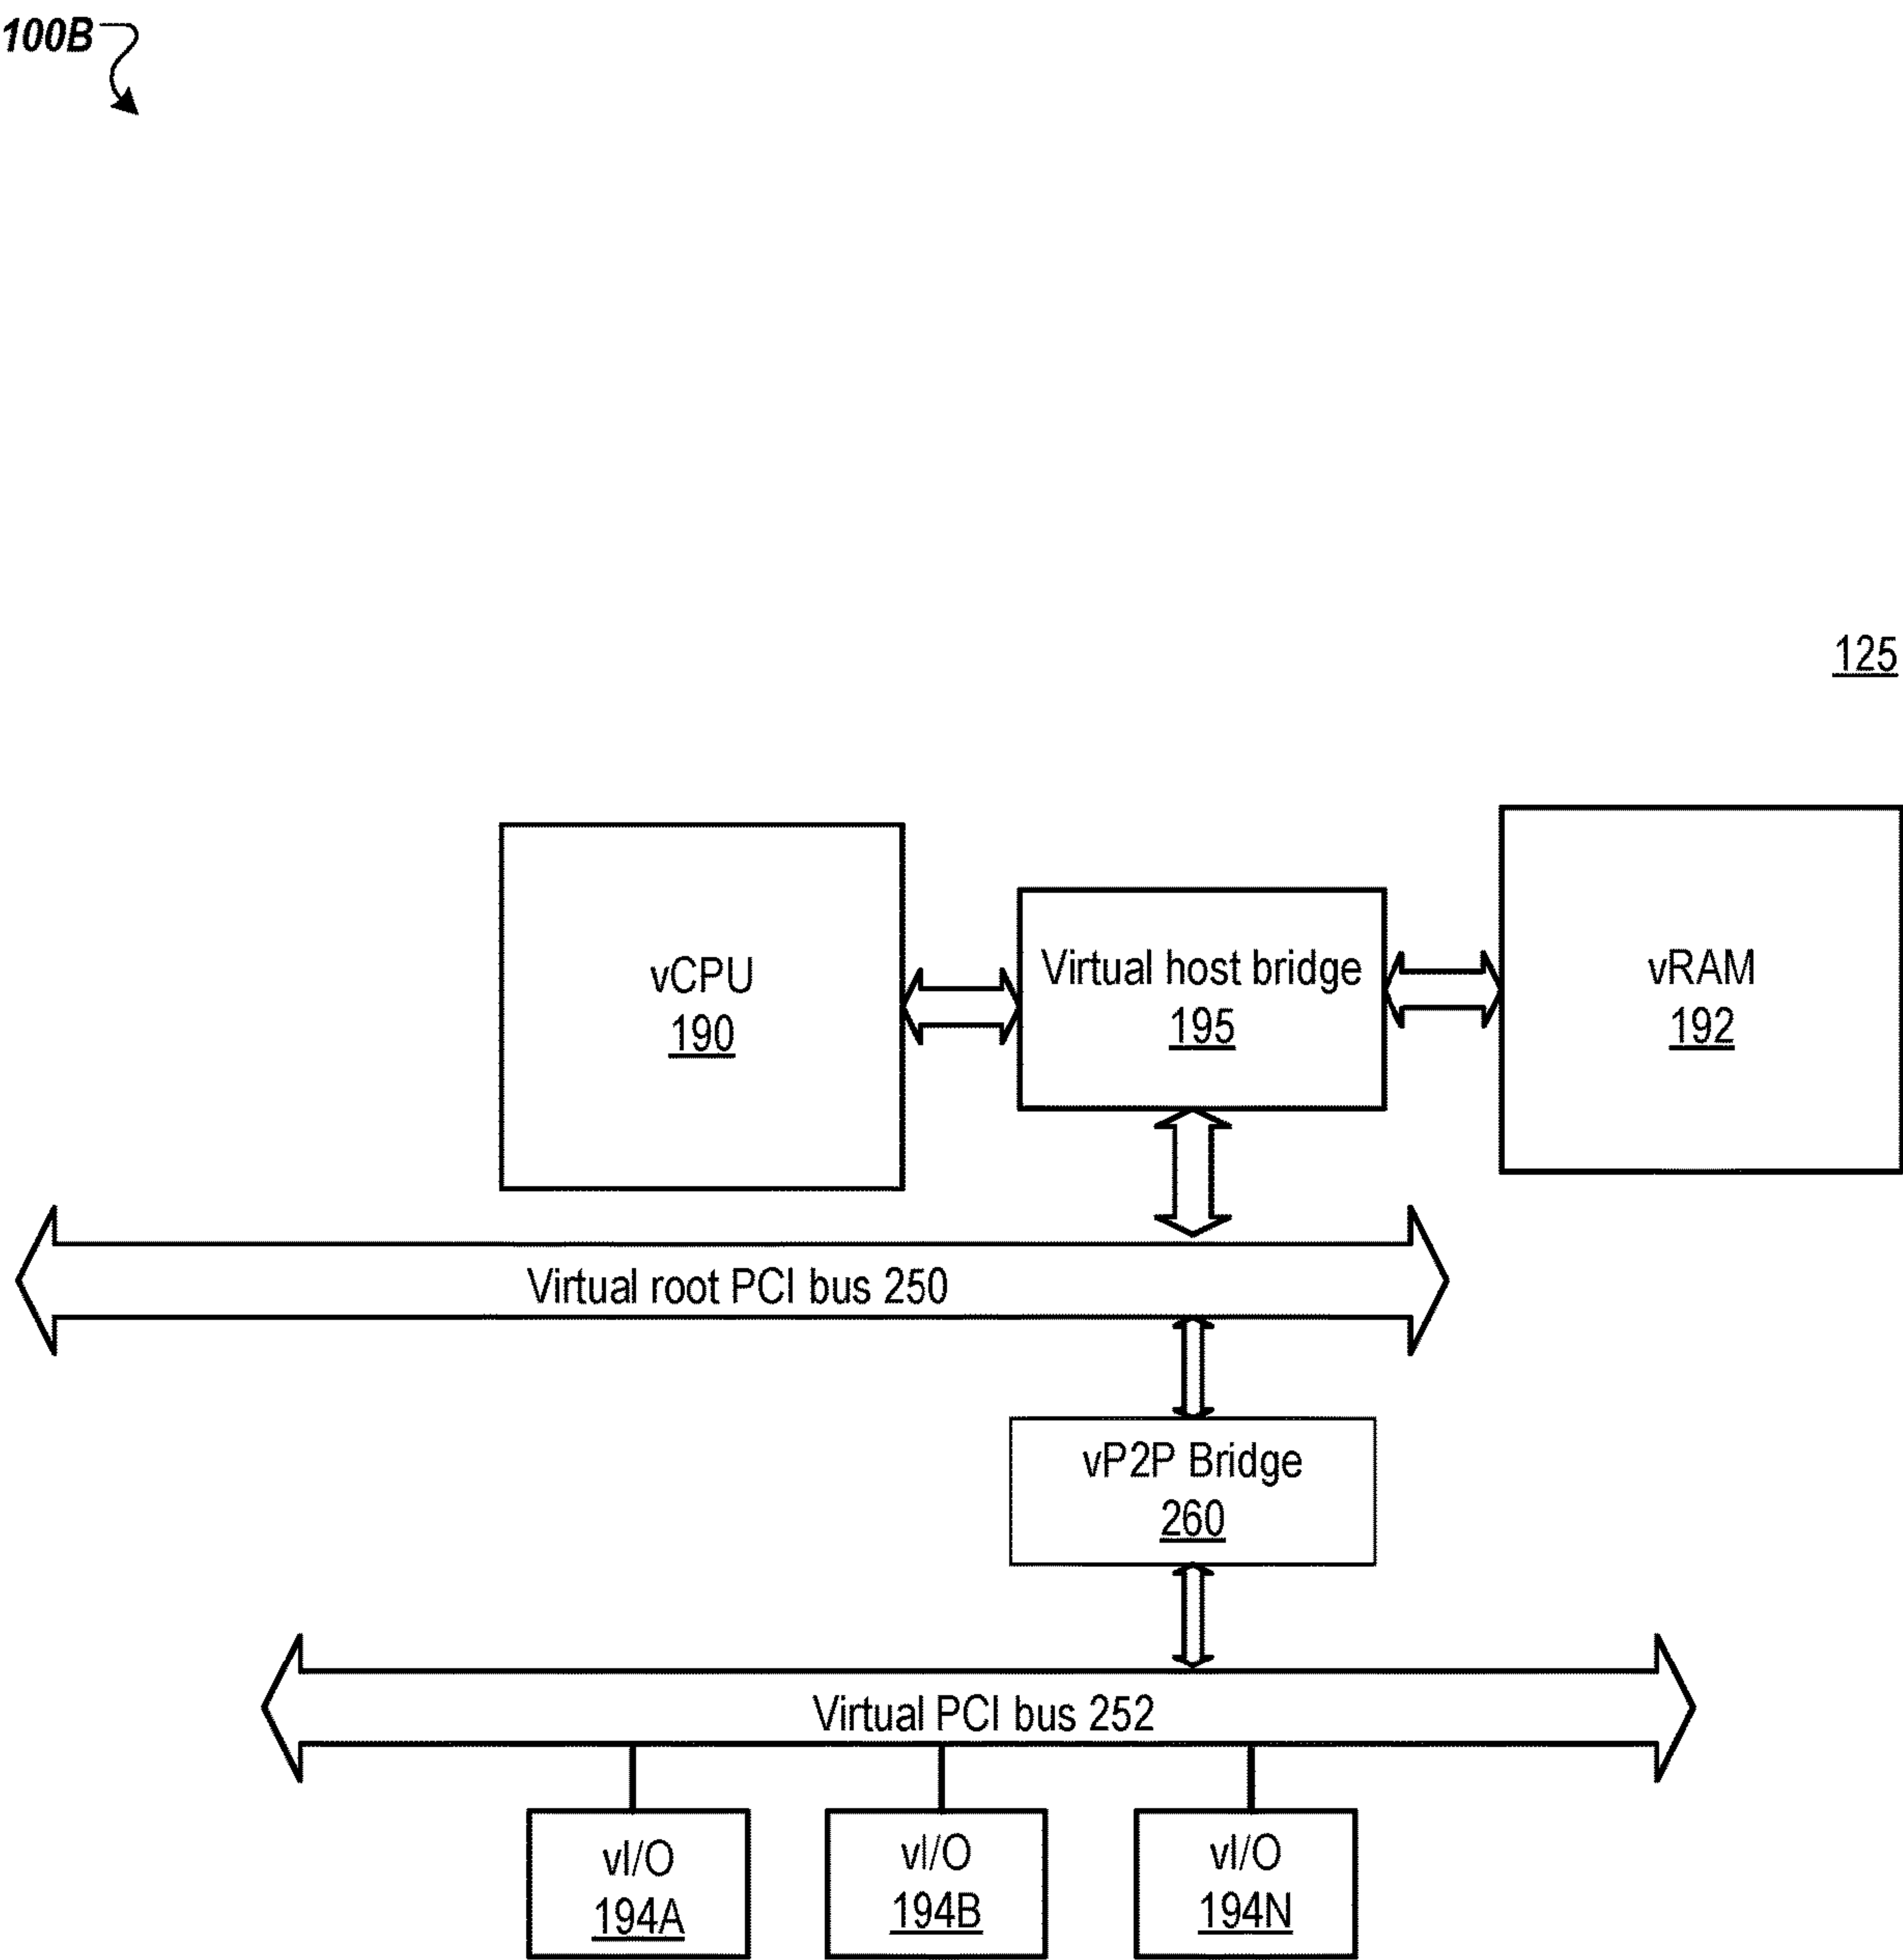 100B
125
vCPU
190
Virtual host bridge
195
vRAM
192
Virtual root PCI bus 250
vP2P Bridge
260
Virtual PCI bus 252
vI/O
194A
vI/O
194B
vI/O
194N